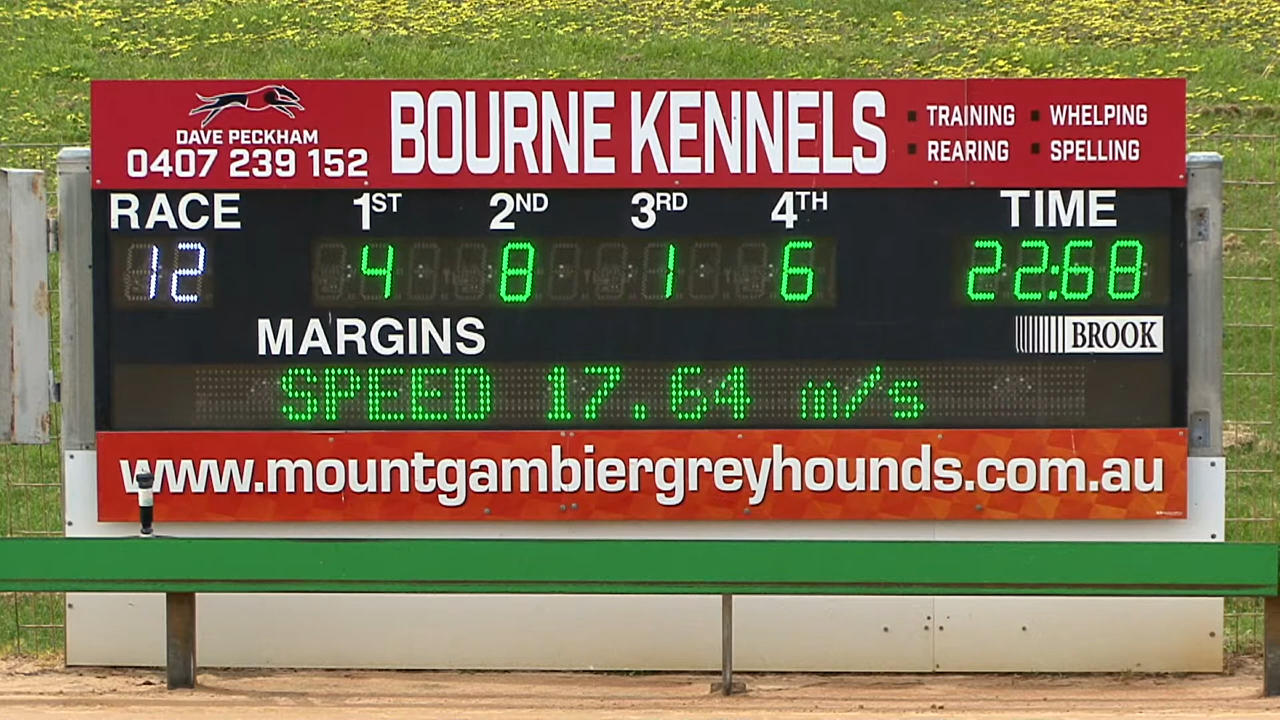 DAVE PECKHAM
0407 239 152
BOURNE KENNELS
TRAINING WHELPING
REARING SPELLING
RACE 1ST 2ND 3RD 4TH TIME
12 4 8 1 6 22:68
MARGINS
BROOK
SPEED 17.64 m/s
www.mountgambiergreyhounds.com.au